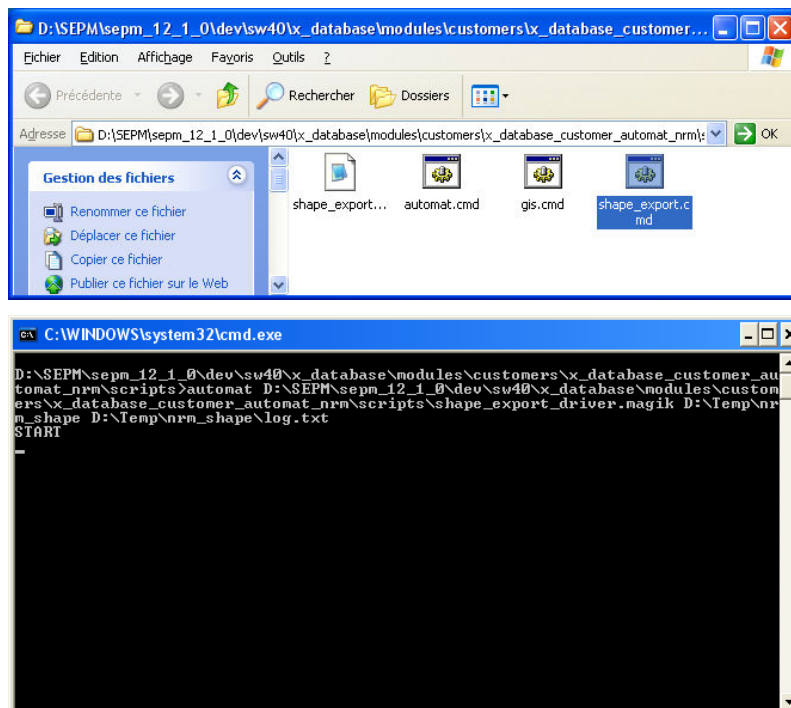 D:\SEPM\sepm_12_1_0\dev\sw40\x_database\modules\customers\x_database_customer...
Fichier Edition Affichage Favoris Outils ?
Précédente Rechercher Dossiers
Adresse D:\SEPM\sepm_12_1_0\dev\sw40\x_database\modules\customers\x_database_customer_automat_nrm\s OK
Gestion des fichiers
Renommer ce fichier
Déplacer ce fichier
Copier ce fichier
Publier ce fichier sur le Web
shape_export... automat.cmd gis.cmd shape_export.c
md
C:\WINDOWS\system32\cmd.exe
D:\SEPM\sepm_12_1_0\dev\sw40\x_database\modules\customers\x_database_customer_au
tomat_nrm\scripts>automat D:\SEPM\sepm_12_1_0\dev\sw40\x_database\modules\custom
ers\x_database_customer_automat_nrm\scripts\shape_export_driver.magik D:\Temp\nr
m_shape D:\Temp\nrm_shape\log.txt
START